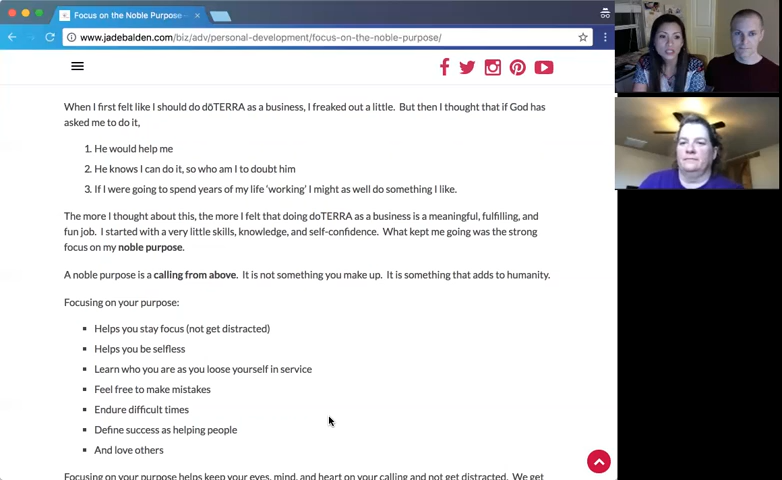 Focus on the Noble Purpose
www.jadebalden.com/biz/adv/personal-development/focus-on-the-noble-purpose/
When I first felt like I should do dōTERRA as a business, I freaked out a little. But then I thought that if God has
asked me to do it,
1. He would help me
2. He knows I can do it, so who am I to doubt him
3. If I were going to spend years of my life 'working' I might as well do something I like.
The more I thought about this, the more I felt that doing doTERRA as a business is a meaningful, fulfilling, and
fun job. I started with a very little skills, knowledge, and self-confidence. What kept me going was the strong
focus on my noble purpose.
A noble purpose is a calling from above. It is not something you make up. It is something that adds to humanity.
Focusing on your purpose:
Helps you stay focus (not get distracted)
Helps you be selfless
Learn who you are as you loose yourself in service
Feel free to make mistakes
Endure difficult times
Define success as helping people
And love others
Focusing on your purpose helps keep your eyes, mind, and heart on your calling and not get distracted. We get